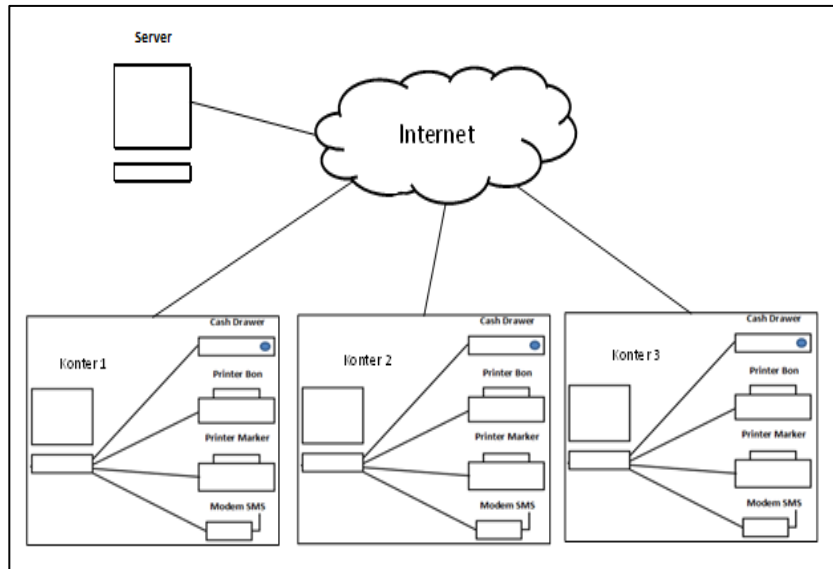 Server
Internet
Konter 1
Cash Drawer
Printer Bon
Printer Marker
Modem SMS
Konter 2
Cash Drawer
Printer Bon
Printer Marker
Modem SMS
Konter 3
Cash Drawer
Printer Bon
Printer Marker
Modem SMS